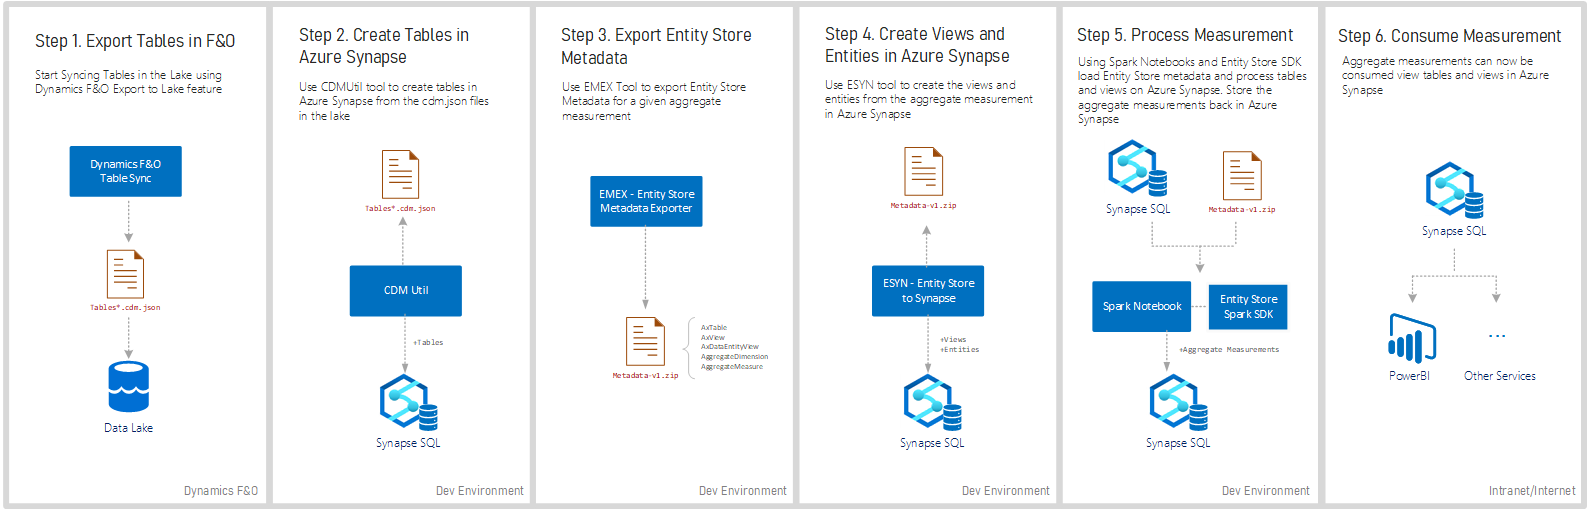 Step 1. Export Tables in F&O
Start Syncing Tables in the Lake using
Dynamics F&O Export to Lake feature
Dynamics F&O
Table Sync
Tables*.cdm.json
Data Lake
Dynamics F&O
Step 2. Create Tables in
Azure Synapse
Use CDMUtil tool to create tables in
Azure Synapse from the cdm.json files
in the lake
Tables*.cdm.json
CDM Util
+Tables
Synapse SQL
Dev Environment
Step 3. Export Entity Store
Metadata
Use EMEX Tool to export Entity Store
Metadata for a given aggregate
measurement
EMEX - Entity Store
Metadata Exporter
AxTable
AxView
AxDataEntityView
AggregateDimension
AggregateMeasure
Metadata-v1.zip
Dev Environment
Step 4. Create Views and
Entities in Azure Synapse
Use ESYN tool to create the views and
entities from the aggregate measurement
in Azure Synapse
Metadata-v1.zip
ESYN - Entity Store
to Synapse
+Views
+Entities
Synapse SQL
Dev Environment
Step 5. Process Measurement
Using Spark Notebooks and Entity Store SDK
load Entity Store metadata and process tables
and views on Azure Synapse. Store the
aggregate measurements back in Azure
Synapse
Synapse SQL
Metadata-v1.zip
Spark Notebook
Entity Store
Spark SDK
+Aggregate Measurements
Synapse SQL
Dev Environment
Step 6. Consume Measurement
Aggregate measurements can now be
consumed view tables and views in Azure
Synapse
Synapse SQL
PowerBI
...
Other Services
Intranet/Internet